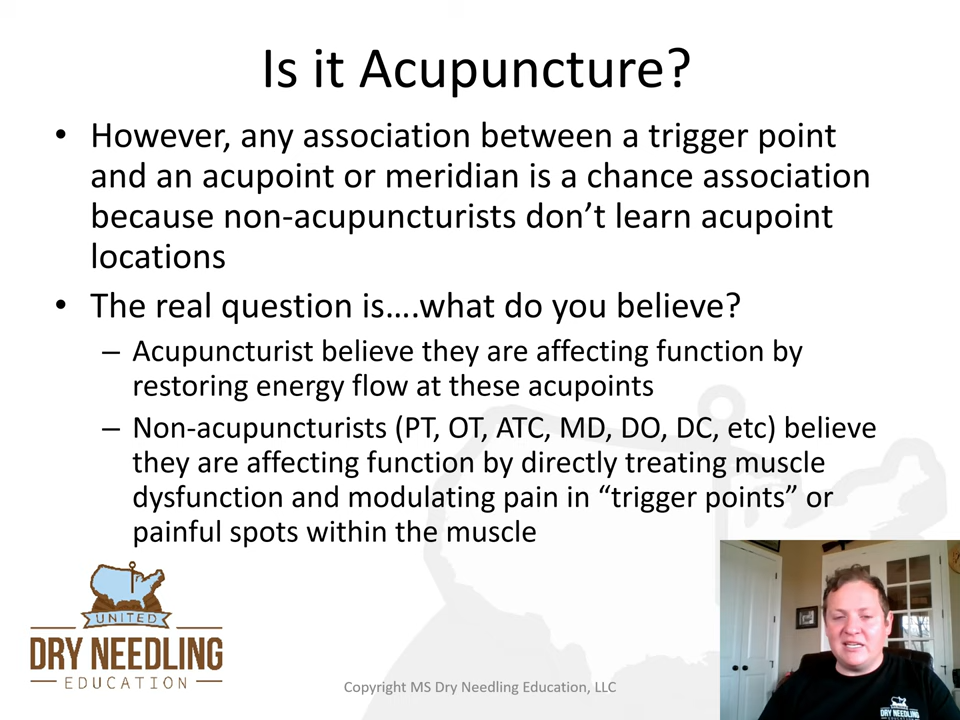 Is it Acupuncture?
• However, any association between a trigger point
and an acupoint or meridian is a chance association
because non-acupuncturists don’t learn acupoint
locations
• The real question is….what do you believe?
– Acupuncturist believe they are affecting function by
restoring energy flow at these acupoints
– Non-acupuncturists (PT, OT, ATC, MD, DO, DC, etc) believe
they are affecting function by directly treating muscle
dysfunction and modulating pain in “trigger points” or
painful spots within the muscle
UNITED
DRY NEEDLING
EDUCATION
Copyright MS Dry Needling Education, LLC
DRY NEEDLING